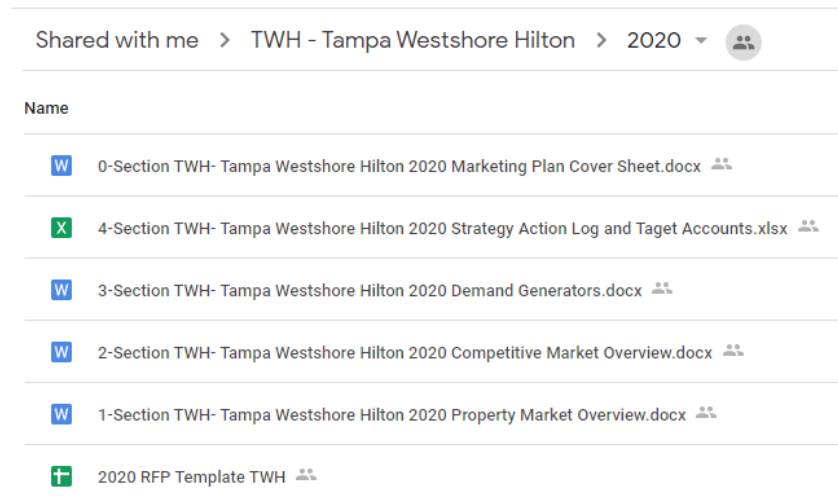 Shared with me > TWH - Tampa Westshore Hilton > 2020
Name
W 0-Section TWH- Tampa Westshore Hilton 2020 Marketing Plan Cover Sheet.docx
X 4-Section TWH- Tampa Westshore Hilton 2020 Strategy Action Log and Taget Accounts.xlsx
W 3-Section TWH- Tampa Westshore Hilton 2020 Demand Generators.docx
W 2-Section TWH- Tampa Westshore Hilton 2020 Competitive Market Overview.docx
W 1-Section TWH- Tampa Westshore Hilton 2020 Property Market Overview.docx
2020 RFP Template TWH